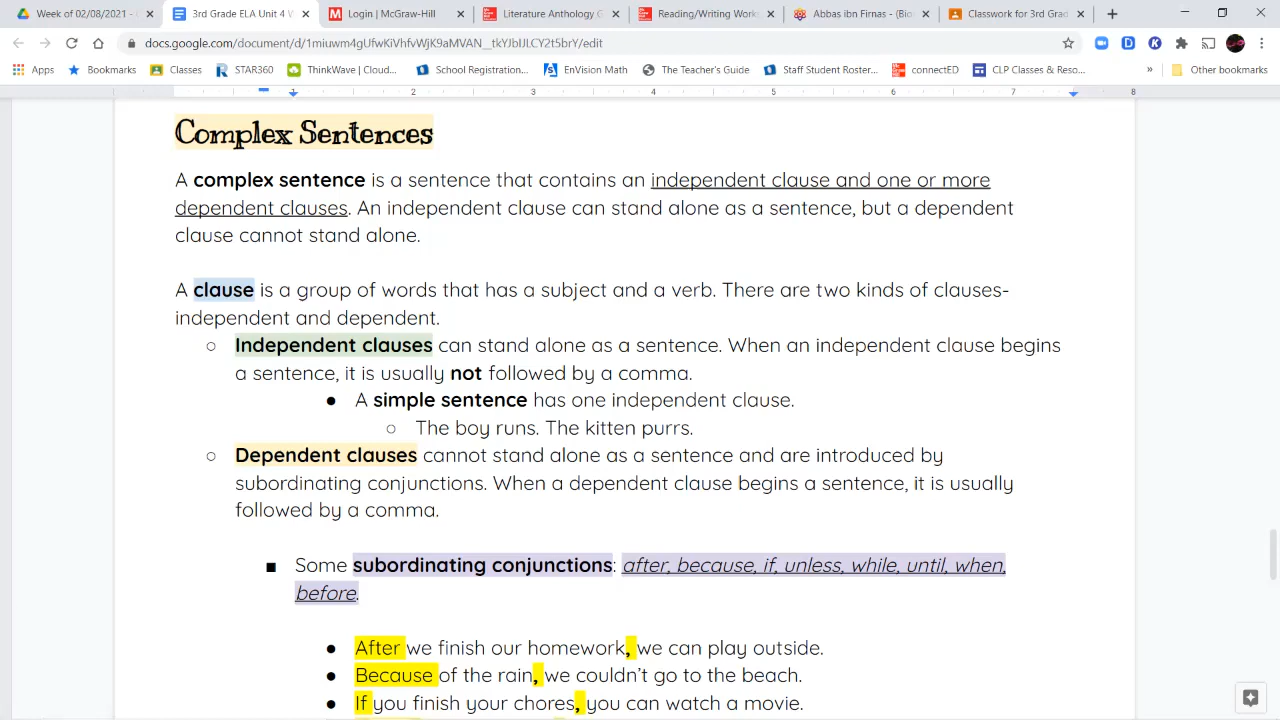 Week of 02/08/2021 - G
3rd Grade ELA Unit 4 W
Login | McGraw-Hill
Literature Anthology G
Reading/Writing Works
Abbas ibn Firnas - (Bio
Classwork for 3rd Grad
docs.google.com/document/d/1miuwm4gUfwKiVhfvWjK9aMVAN__tkYJbIJLCY2t5brY/edit
Apps Bookmarks Classes STAR360 ThinkWave | Cloud... School Registration... EnVision Math The Teacher's Guide Staff Student Roster... connectED CLP Classes & Reso... » Other bookmarks
1 2 3 4 5 6 7 8
Complex Sentences
A complex sentence is a sentence that contains an independent clause and one or more
dependent clauses. An independent clause can stand alone as a sentence, but a dependent
clause cannot stand alone.
A clause is a group of words that has a subject and a verb. There are two kinds of clauses-
independent and dependent.
○ Independent clauses can stand alone as a sentence. When an independent clause begins
a sentence, it is usually not followed by a comma.
● A simple sentence has one independent clause.
○ The boy runs. The kitten purrs.
○ Dependent clauses cannot stand alone as a sentence and are introduced by
subordinating conjunctions. When a dependent clause begins a sentence, it is usually
followed by a comma.
■ Some subordinating conjunctions: after, because, if, unless, while, until, when,
before.
● After we finish our homework, we can play outside.
● Because of the rain, we couldn't go to the beach.
● If you finish your chores, you can watch a movie.